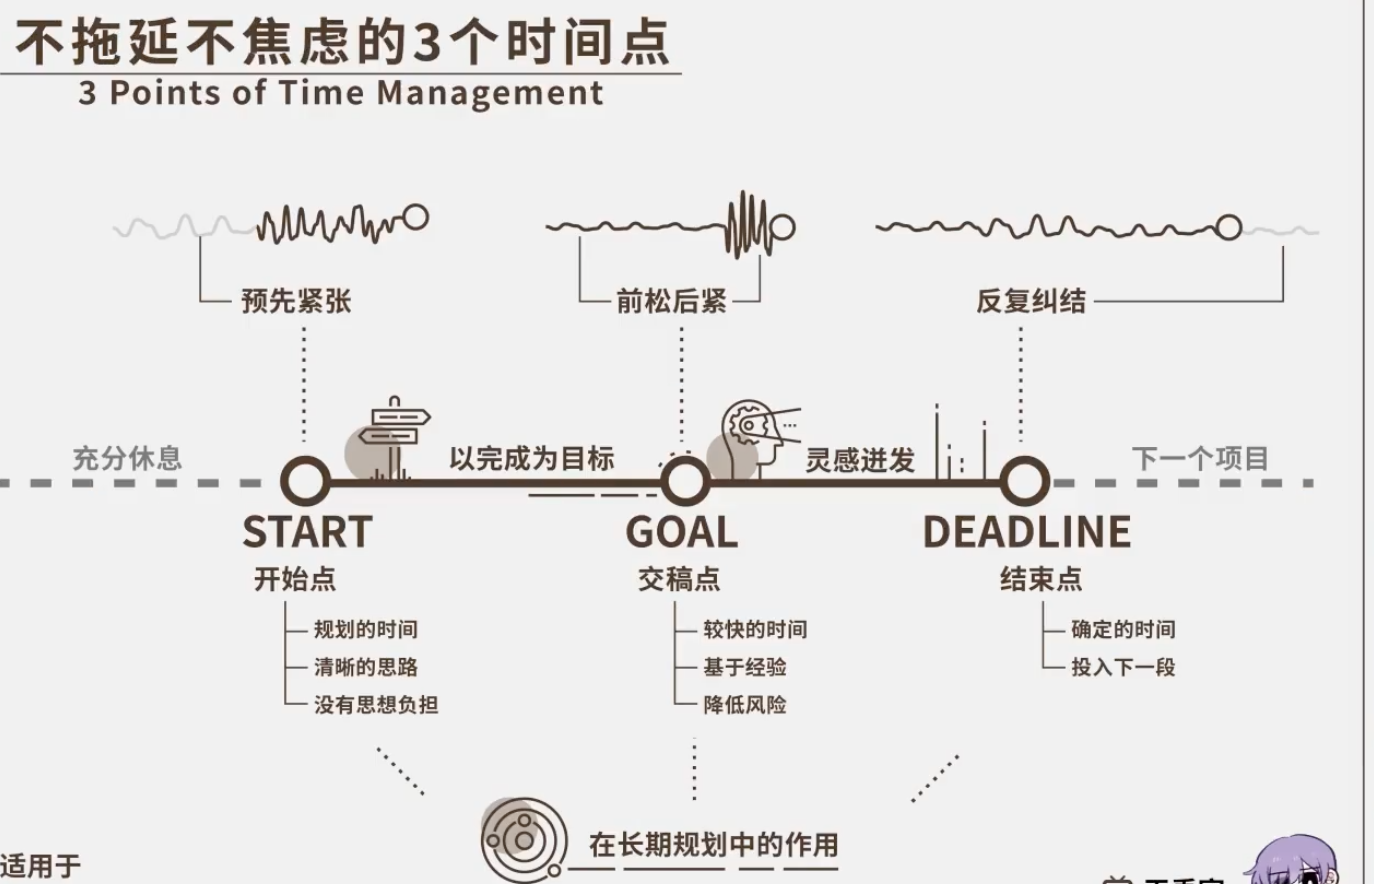 不拖延不焦虑的3个时间点
3 Points of Time Management
预先紧张
前松后紧
反复纠结
充分休息
以完成为目标
灵感迸发
下一个项目
START
GOAL
DEADLINE
开始点
交稿点
结束点
规划的时间
较快的时间
确定的时间
清晰的思路
基于经验
投入下一段
没有思想负担
降低风险
在长期规划中的作用
适用于